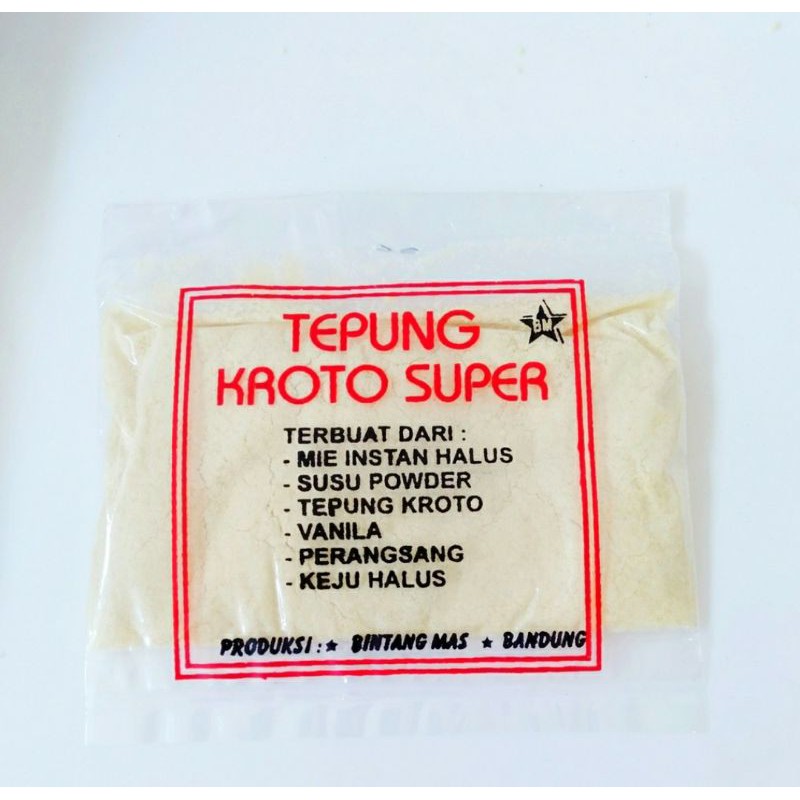 TEPUNG
BM
KROTO SUPER
TERBUAT DARI :
- MIE INSTAN HALUS
- SUSU POWDER
- TEPUNG KROTO
- VANILA
- PERANGSANG
- KEJU HALUS
PRODUKSI : ★ BINTANG MAS ★ BANDUNG